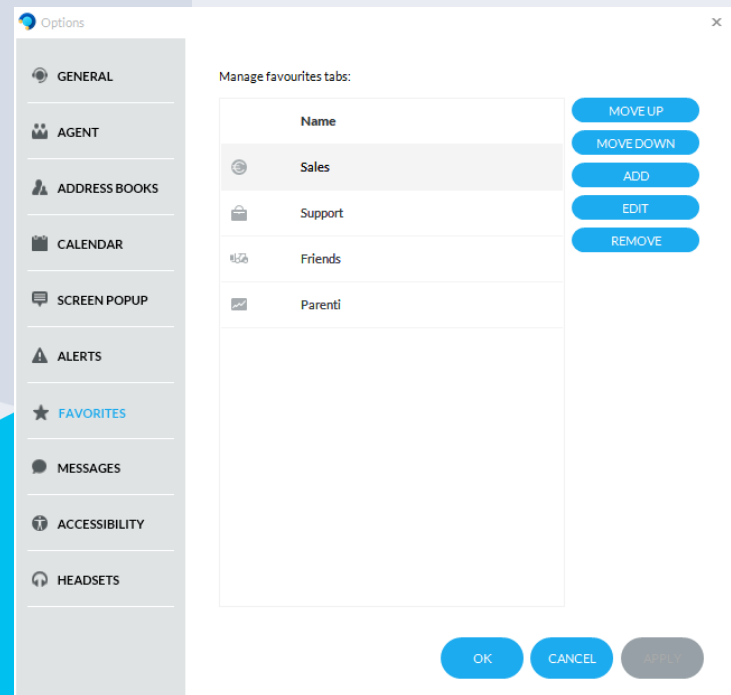 Options
GENERAL
AGENT
ADDRESS BOOKS
CALENDAR
SCREEN POPUP
ALERTS
FAVORITES
MESSAGES
ACCESSIBILITY
HEADSETS
Manage favourites tabs:
Name
Sales
Support
Friends
Parenti
MOVE UP
MOVE DOWN
ADD
EDIT
REMOVE
OK
CANCEL
APPLY